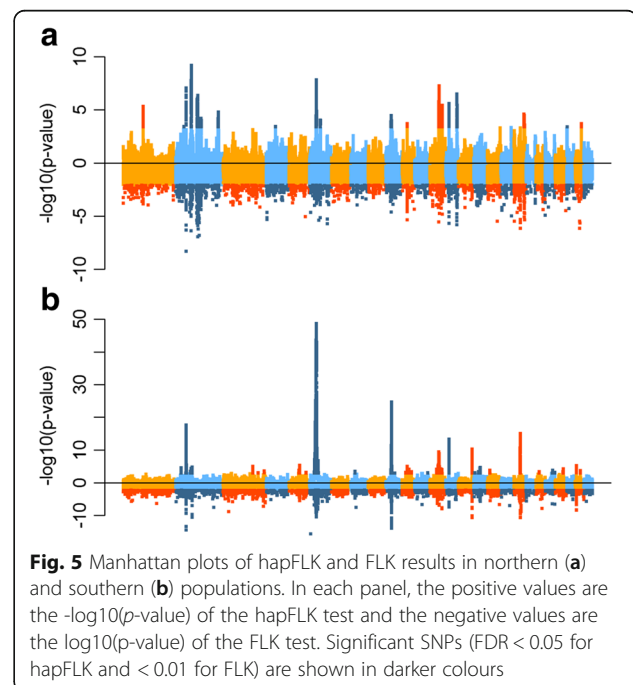 a
10
5
0
-5
-10
-log10(p-value)
b
50
30
10
0
-10
-log10(p-value)
Fig. 5 Manhattan plots of hapFLK and FLK results in northern (a)
and southern (b) populations. In each panel, the positive values are
the -log10(p-value) of the hapFLK test and the negative values are
the log10(p-value) of the FLK test. Significant SNPs (FDR < 0.05 for
hapFLK and < 0.01 for FLK) are shown in darker colours